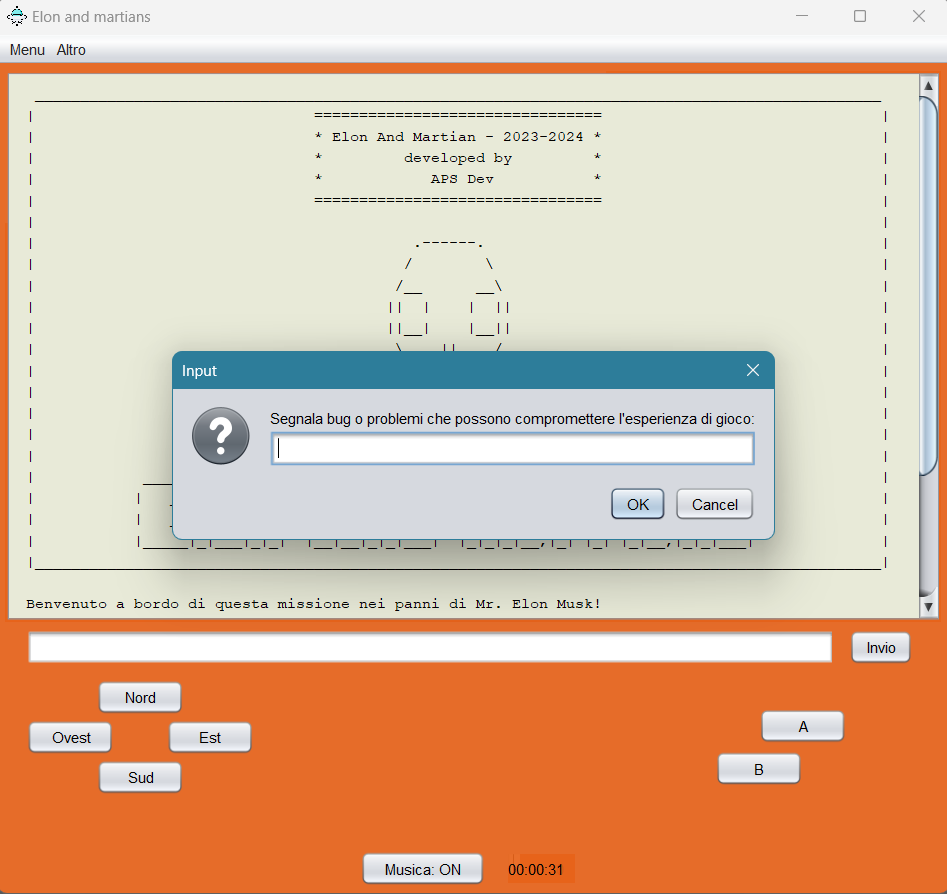 Elon and martians
Menu Altro
================================
* Elon And Martian - 2023-2024 *
* developed by *
* APS Dev *
================================
Input
Segnala bug o problemi che possono compromettere l'esperienza di gioco:
OK Cancel
Benvenuto a bordo di questa missione nei panni di Mr. Elon Musk!
Invio
Nord
Ovest Est
Sud
A
B
Musica: ON 00:00:31